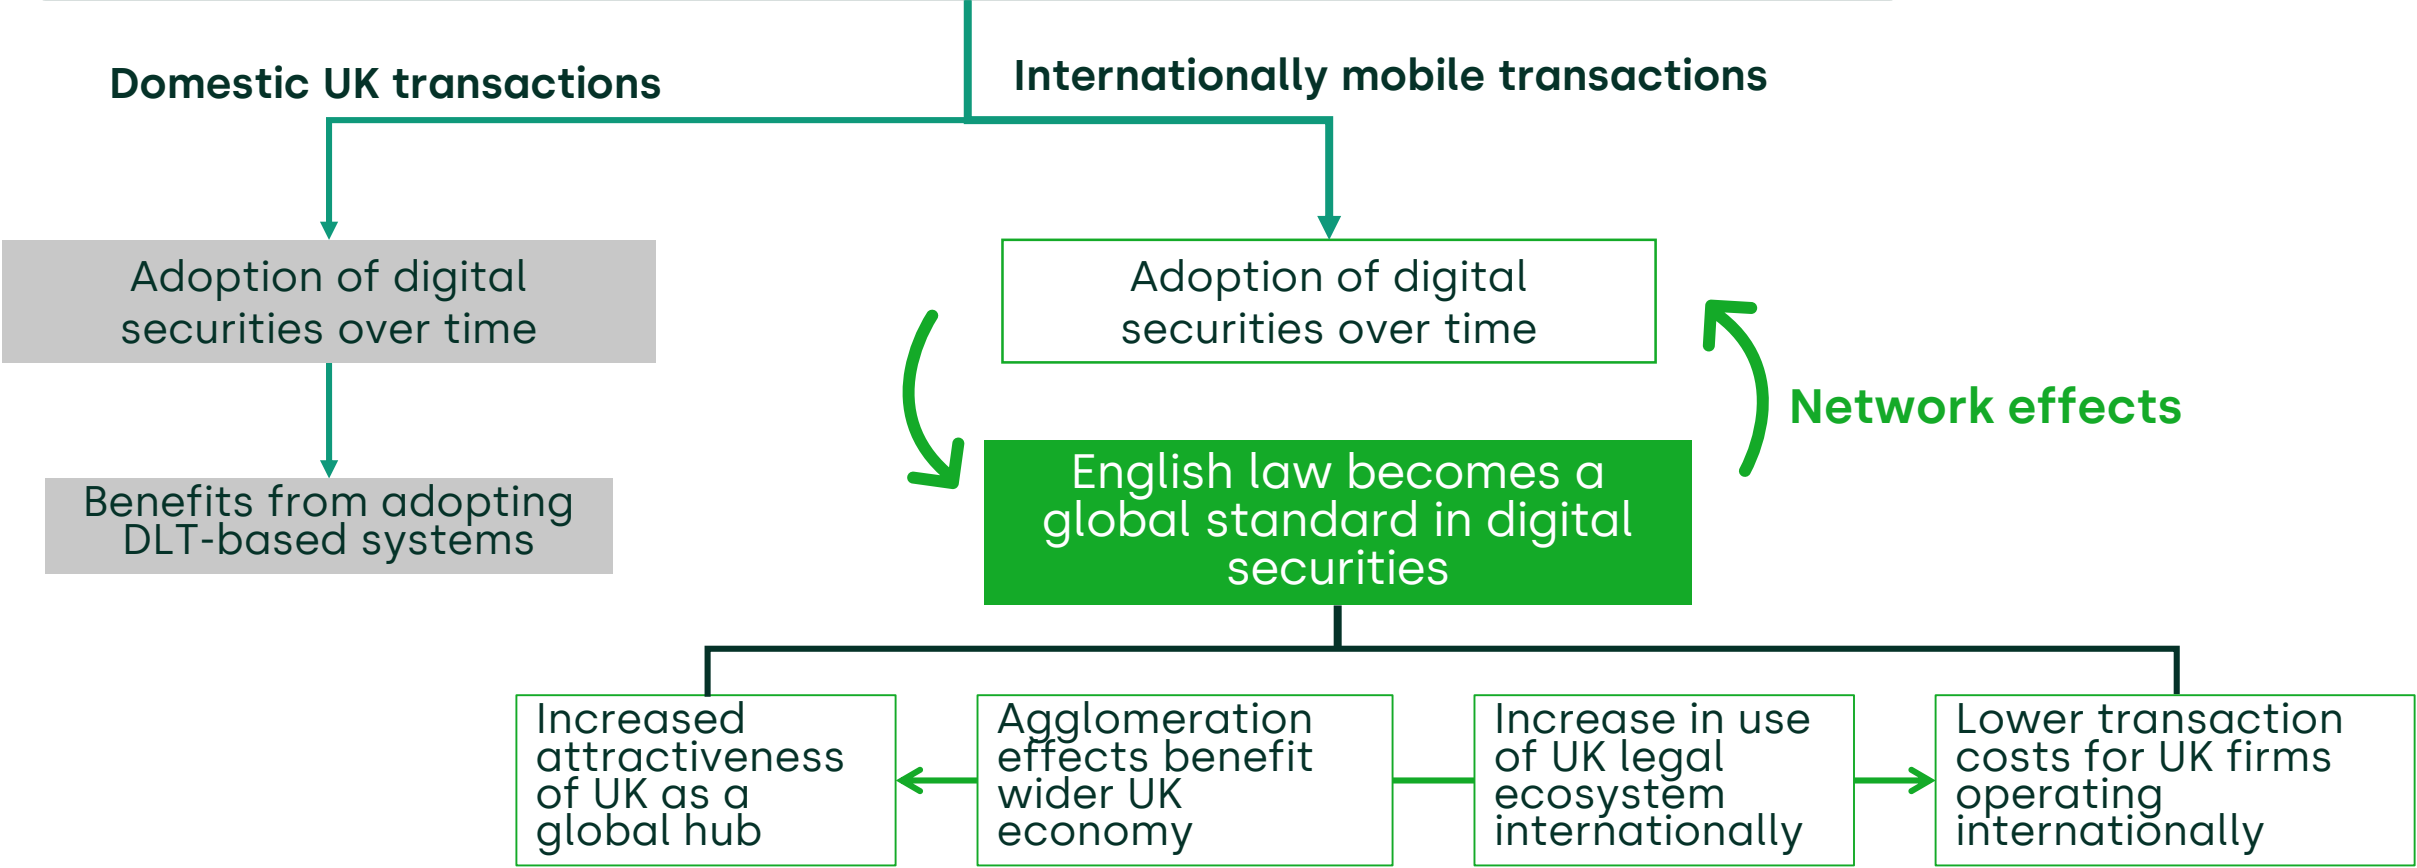 Domestic UK transactions
Internationally mobile transactions
Adoption of digital
securities over time
Adoption of digital
securities over time
Network effects
Benefits from adopting
DLT-based systems
English law becomes a
global standard in digital
securities
Increased
attractiveness
of UK as a
global hub
Agglomeration
effects benefit
wider UK
economy
Increase in use
of UK legal
ecosystem
internationally
Lower transaction
costs for UK firms
operating
internationally